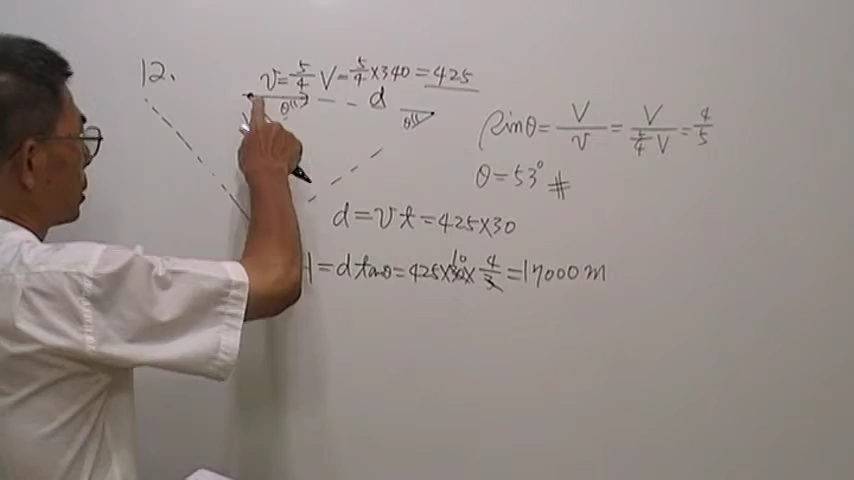 12.
v = 5/4 V = 5/4 × 340 = 425
θ d θ
sinθ = V/v = V/(5/4 V) = 4/5
θ = 53° #
d = vt = 425×30
H = d tanθ = 425×30× 4/3 = 17000 m
10